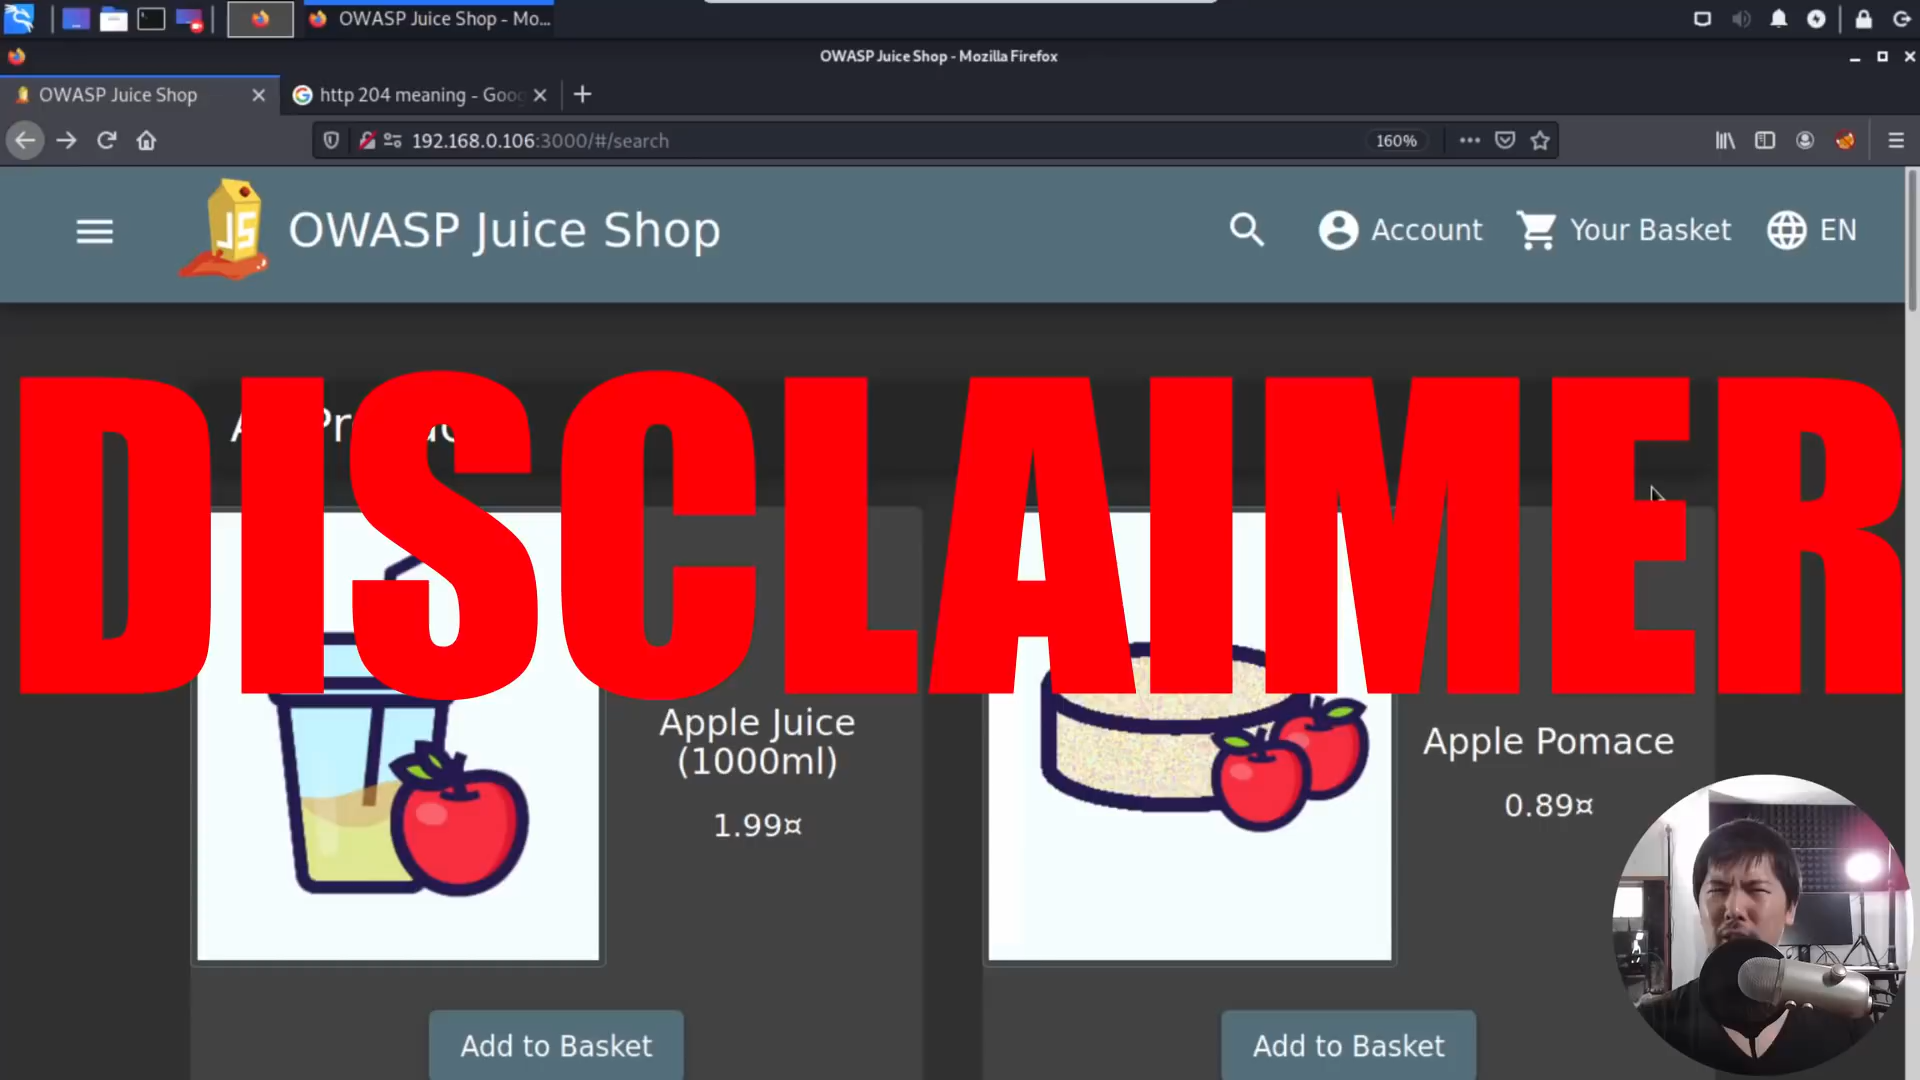 OWASP Juice Shop - Mo...
OWASP Juice Shop - Mozilla Firefox
OWASP Juice Shop
http 204 meaning - Goo
192.168.0.106:3000/#/search
160%
JS
OWASP Juice Shop
Account
Your Basket
EN
DISCLAIMER
Apple Juice
(1000ml)
1.99¤
Apple Pomace
0.89¤
Add to Basket
Add to Basket